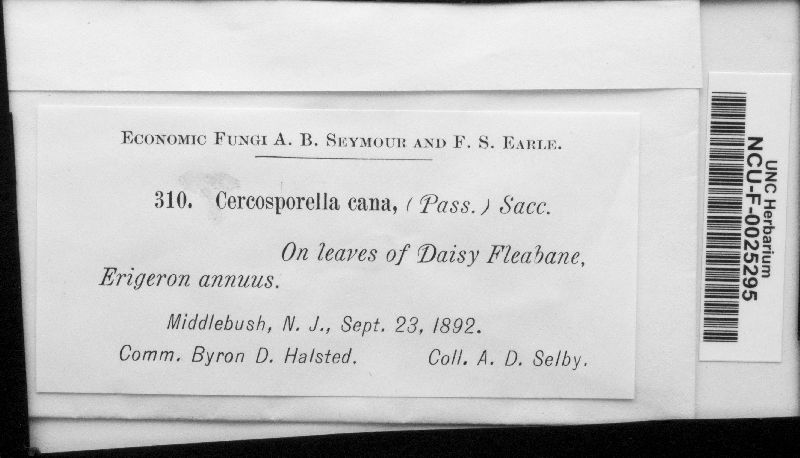 ECONOMIC FUNGI A. B. SEYMOUR AND F. S. EARLE.
310. Cercosporella cana, (Pass.) Sacc.
On leaves of Daisy Fleabane,
Erigeron annuus.
Middlebush, N. J., Sept. 23, 1892.
Comm. Byron D. Halsted. Coll. A. D. Selby.
UNC Herbarium
NCU-F-0025295